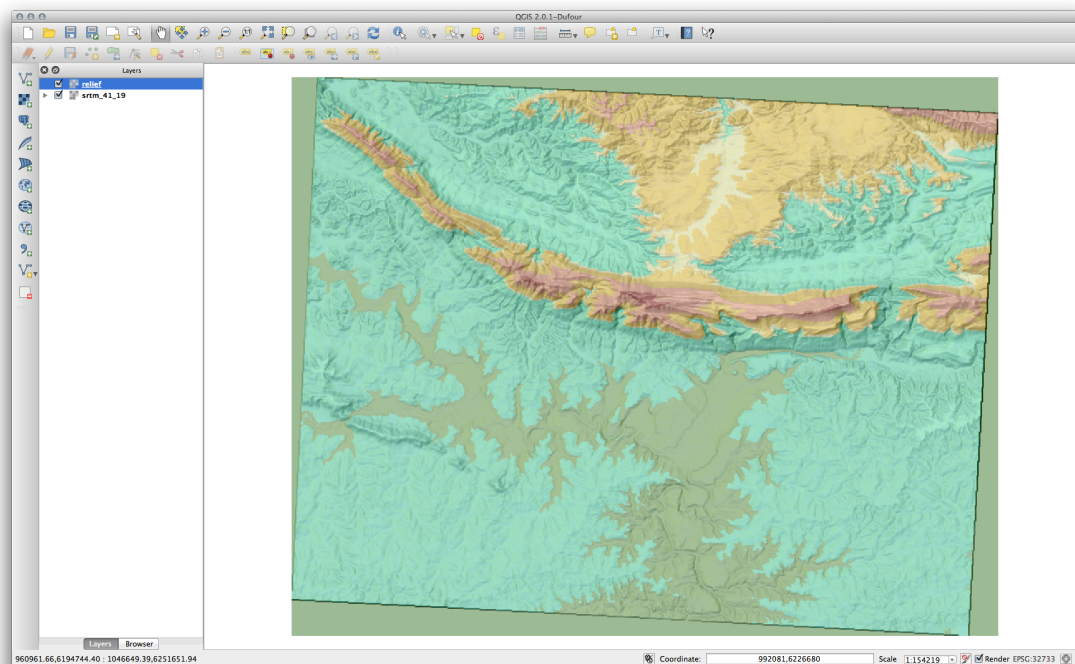 QGIS 2.0.1-Dufour
Layers
relief
srtm_41_19
Layers Browser
960961.66,6194744.40 : 1046649.39,6251651.94 Coordinate: 992081,6226680 Scale 1:154219 Render EPSG:32733